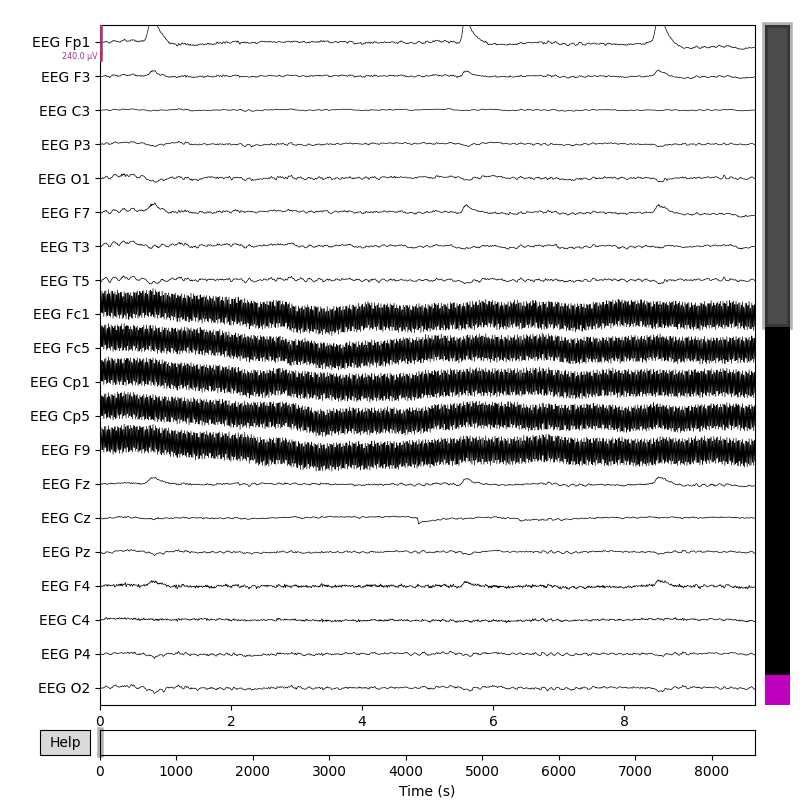 EEG Fp1
240.0 µV
EEG F3
EEG C3
EEG P3
EEG O1
EEG F7
EEG T3
EEG T5
EEG Fc1
EEG Fc5
EEG Cp1
EEG Cp5
EEG F9
EEG Fz
EEG Cz
EEG Pz
EEG F4
EEG C4
EEG P4
EEG O2
0 2 4 6 8
Help
0 1000 2000 3000 4000 5000 6000 7000 8000
Time (s)